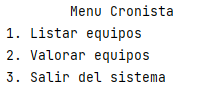 Menu Cronista
1. Listar equipos
2. Valorar equipos
3. Salir del sistema